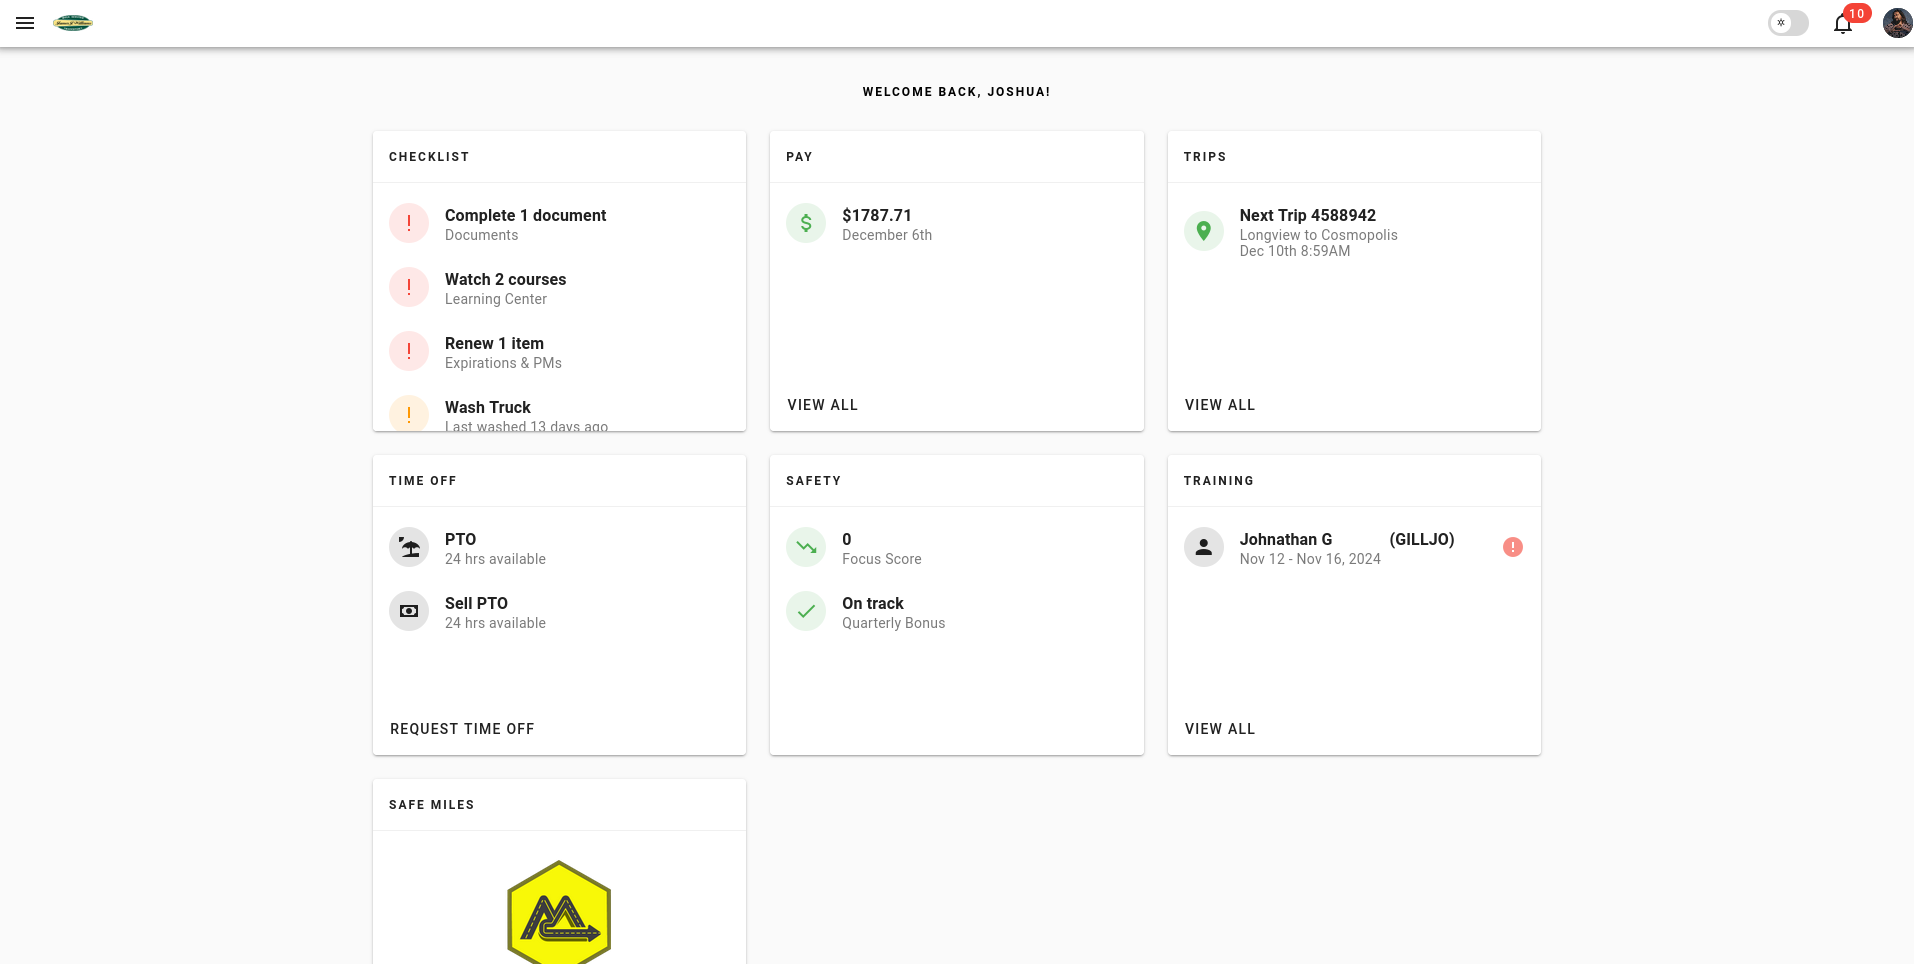 10
WELCOME BACK, JOSHUA!
CHECKLIST
Complete 1 document
Documents
Watch 2 courses
Learning Center
Renew 1 item
Expirations & PMs
Wash Truck
Last washed 13 days ago
PAY
$1787.71
December 6th
VIEW ALL
TRIPS
Next Trip 4588942
Longview to Cosmopolis
Dec 10th 8:59AM
VIEW ALL
TIME OFF
PTO
24 hrs available
Sell PTO
24 hrs available
REQUEST TIME OFF
SAFETY
0
Focus Score
On track
Quarterly Bonus
TRAINING
Johnathan G (GILLJO)
Nov 12 - Nov 16, 2024
VIEW ALL
SAFE MILES